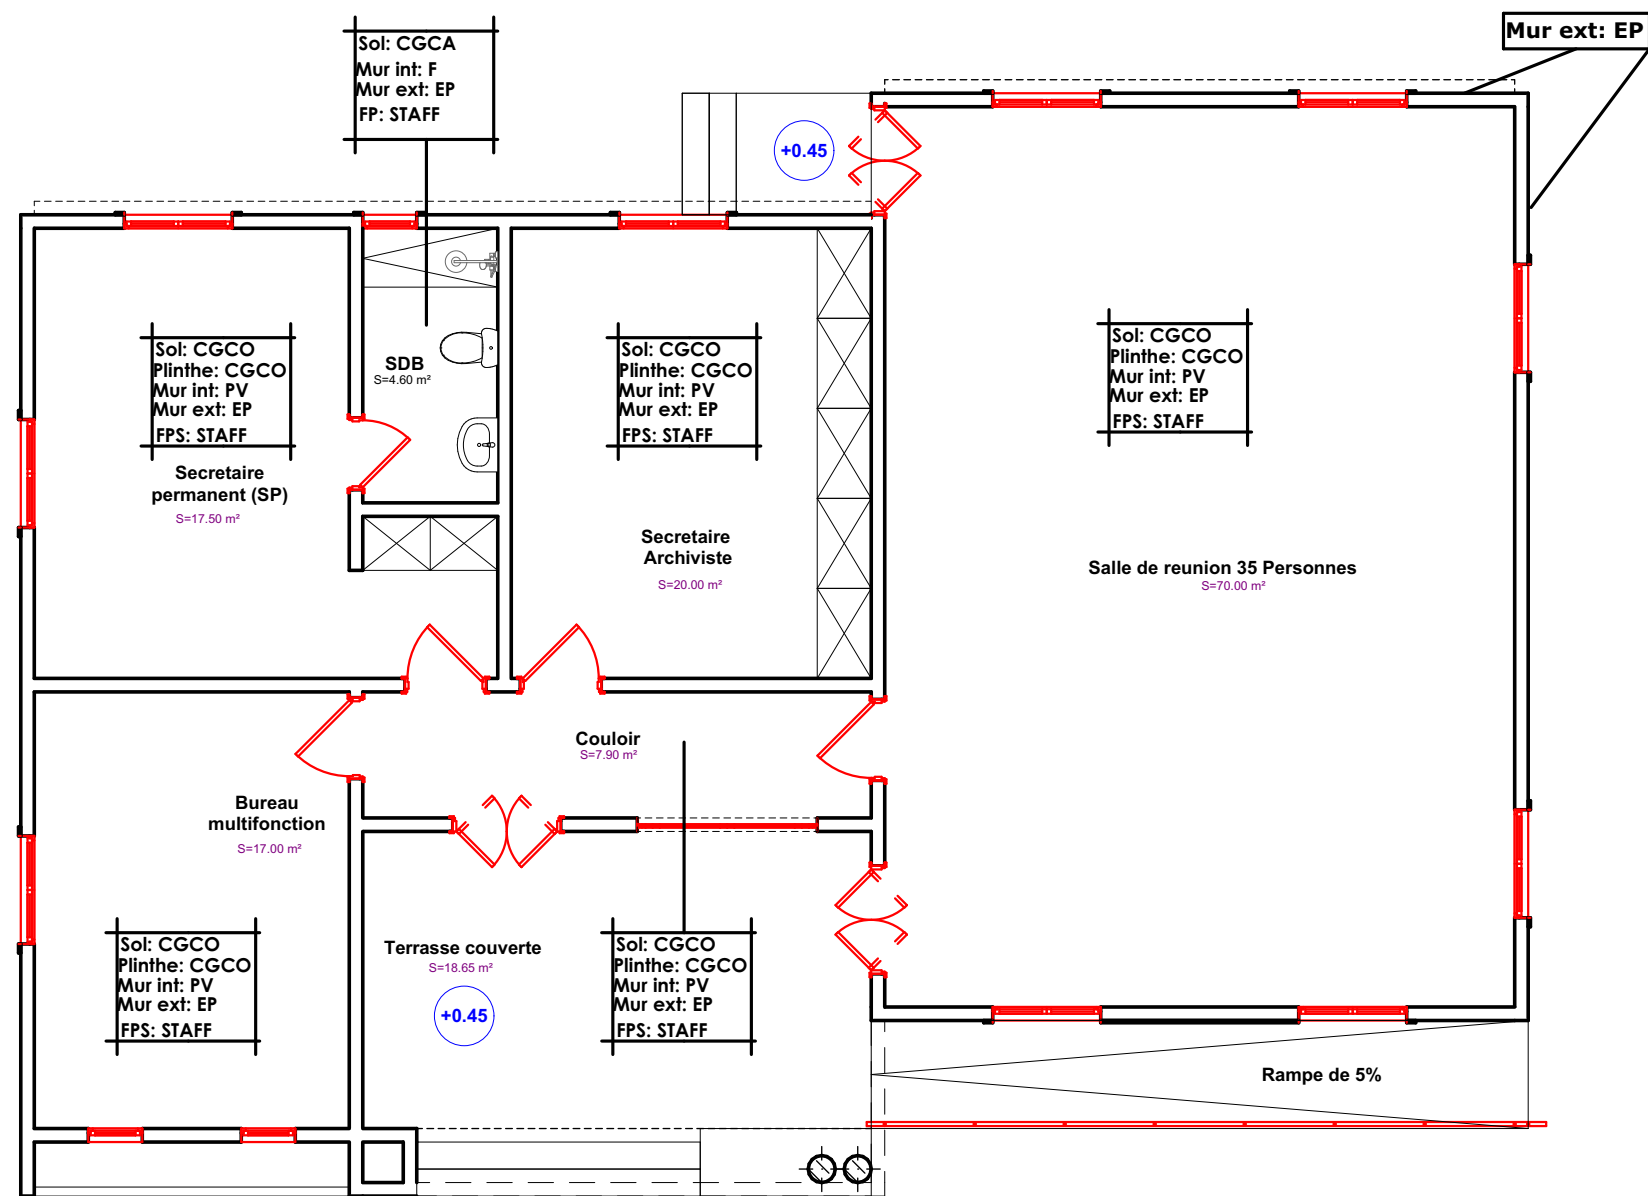 Mur ext: EP
Sol: CGCA
Mur int: F
Mur ext: EP
FP: STAFF
+0.45
Sol: CGCO
Plinthe: CGCO
Mur int: PV
Mur ext: EP
FPS: STAFF
Secretaire
permanent (SP)
S=17.50 m²
SDB
S=4.60 m²
Sol: CGCO
Plinthe: CGCO
Mur int: PV
Mur ext: EP
FPS: STAFF
Secretaire
Archiviste
S=20.00 m²
Sol: CGCO
Plinthe: CGCO
Mur int: PV
Mur ext: EP
FPS: STAFF
Salle de reunion 35 Personnes
S=70.00 m²
Couloir
S=7.90 m²
Bureau
multifonction
S=17.00 m²
Sol: CGCO
Plinthe: CGCO
Mur int: PV
Mur ext: EP
FPS: STAFF
Terrasse couverte
S=18.65 m²
+0.45
Sol: CGCO
Plinthe: CGCO
Mur int: PV
Mur ext: EP
FPS: STAFF
Rampe de 5%